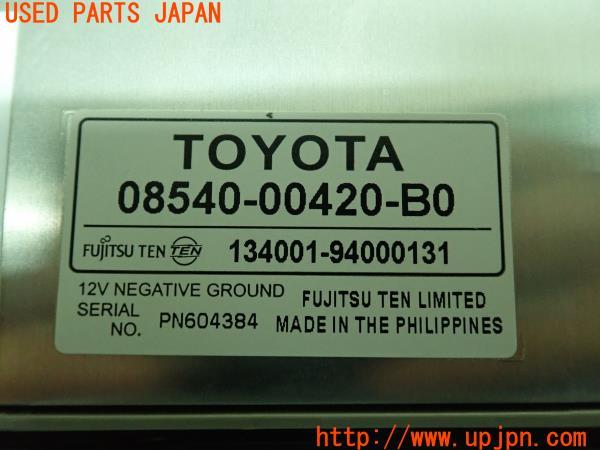 USED PARTS JAPAN
TOYOTA
08540-00420-B0
FUJITSU TEN TEN 134001-94000131
12V NEGATIVE GROUND FUJITSU TEN LIMITED
SERIAL NO. PN604384 MADE IN THE PHILIPPINES
http://www.upjpn.com